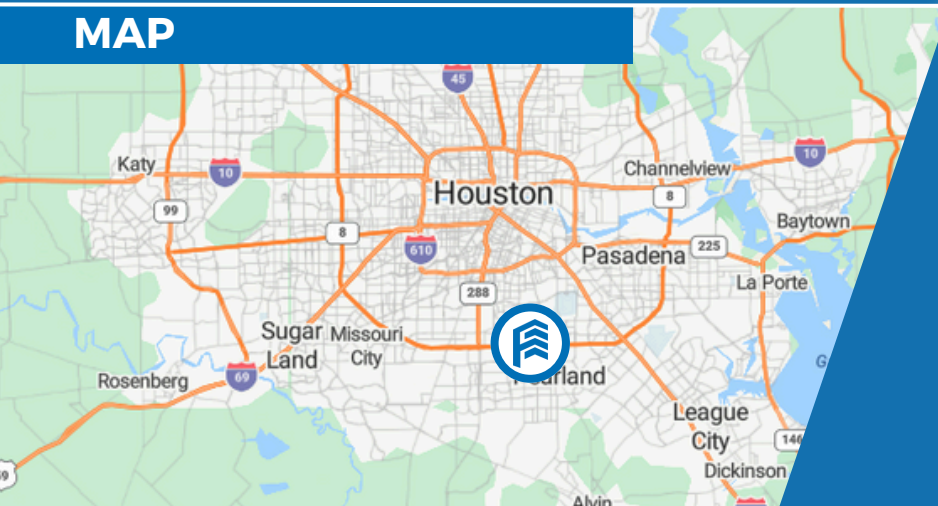 MAP
45
Katy
10
10
Channelview
Houston
8
99
Baytown
8
610
Pasadena
225
La Porte
288
Sugar
Land
Missouri
City
Rosenberg
69
League
City
146
Dickinson
Alvin